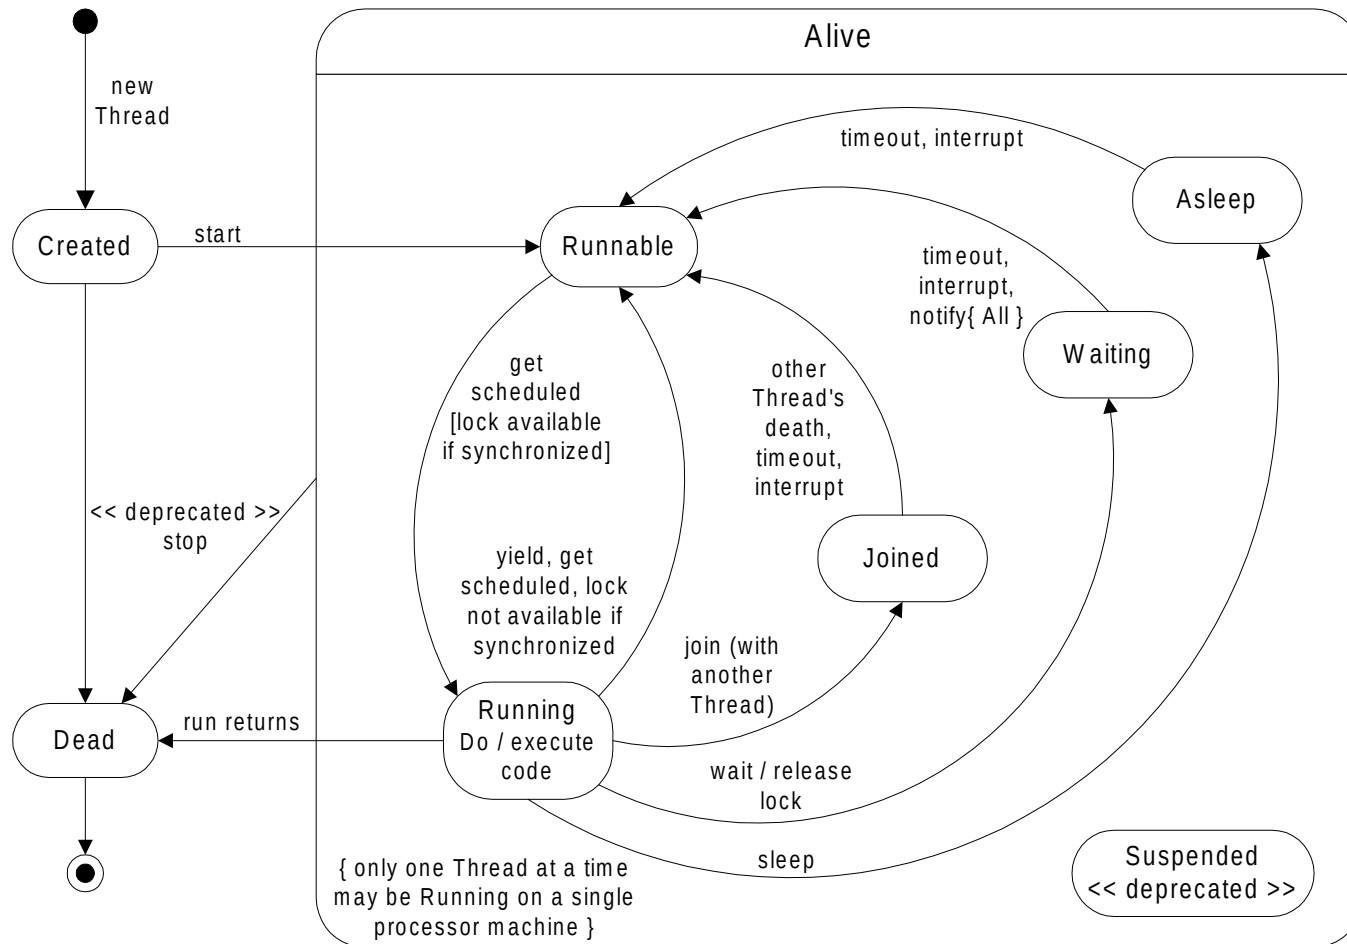 Alive
new
Thread
timeout, interrupt
Asleep
Created
start
Runnable
timeout,
interrupt,
notify{ All }
Waiting
get
scheduled
[lock available
if synchronized]
other
Thread's
death,
timeout,
interrupt
<< deprecated >>
stop
yield, get
scheduled, lock
not available if
synchronized
Joined
join (with
another
Thread)
Dead
run returns
Running
Do / execute
code
wait / release
lock
sleep
{ only one Thread at a time
may be Running on a single
processor machine }
Suspended
<< deprecated >>